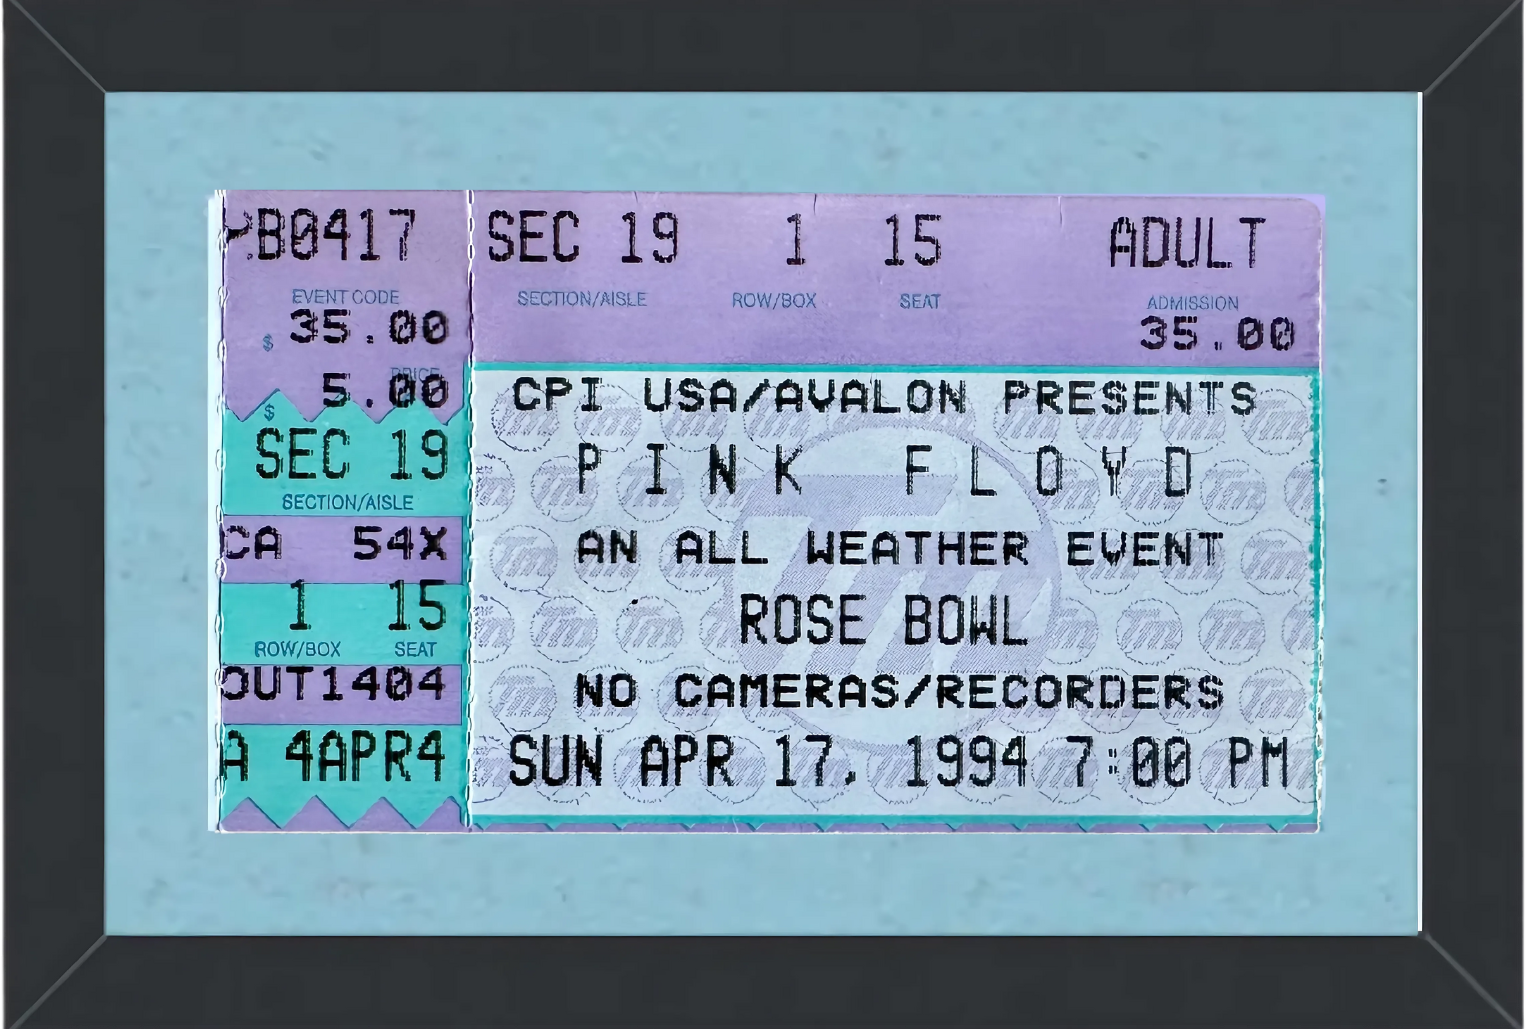 PB0417
EVENT CODE
$ 35.00
PRICE
$ 5.00
SEC 19
SECTION/AISLE
CA 54X
1 15
ROW/BOX SEAT
OUT1404
A 4APR4
SEC 19 1 15 ADULT
SECTION/AISLE ROW/BOX SEAT ADMISSION
35.00
CPI USA/AVALON PRESENTS
PINK FLOYD
AN ALL WEATHER EVENT
ROSE BOWL
NO CAMERAS/RECORDERS
SUN APR 17, 1994 7:00 PM